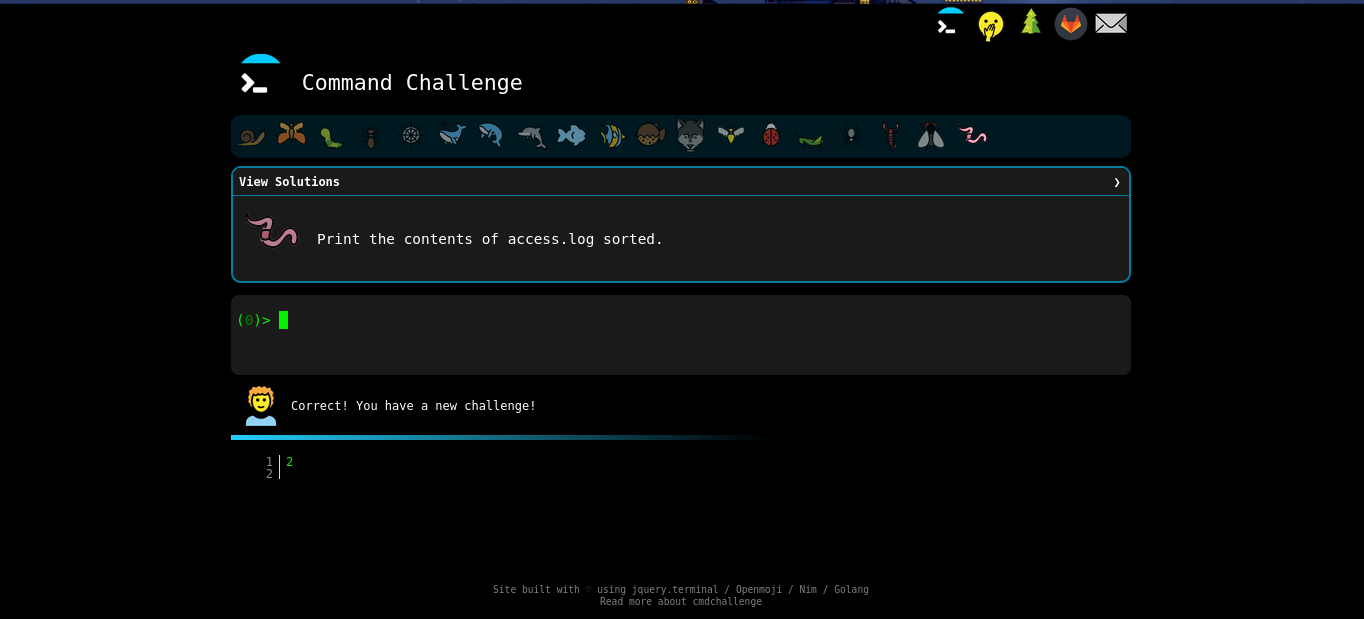 Command Challenge
View Solutions ❯
Print the contents of access.log sorted.
(0)>
Correct! You have a new challenge!
1 2
2
Site built with ♡ using jquery.terminal / Openmoji / Nim / Golang
Read more about cmdchallenge